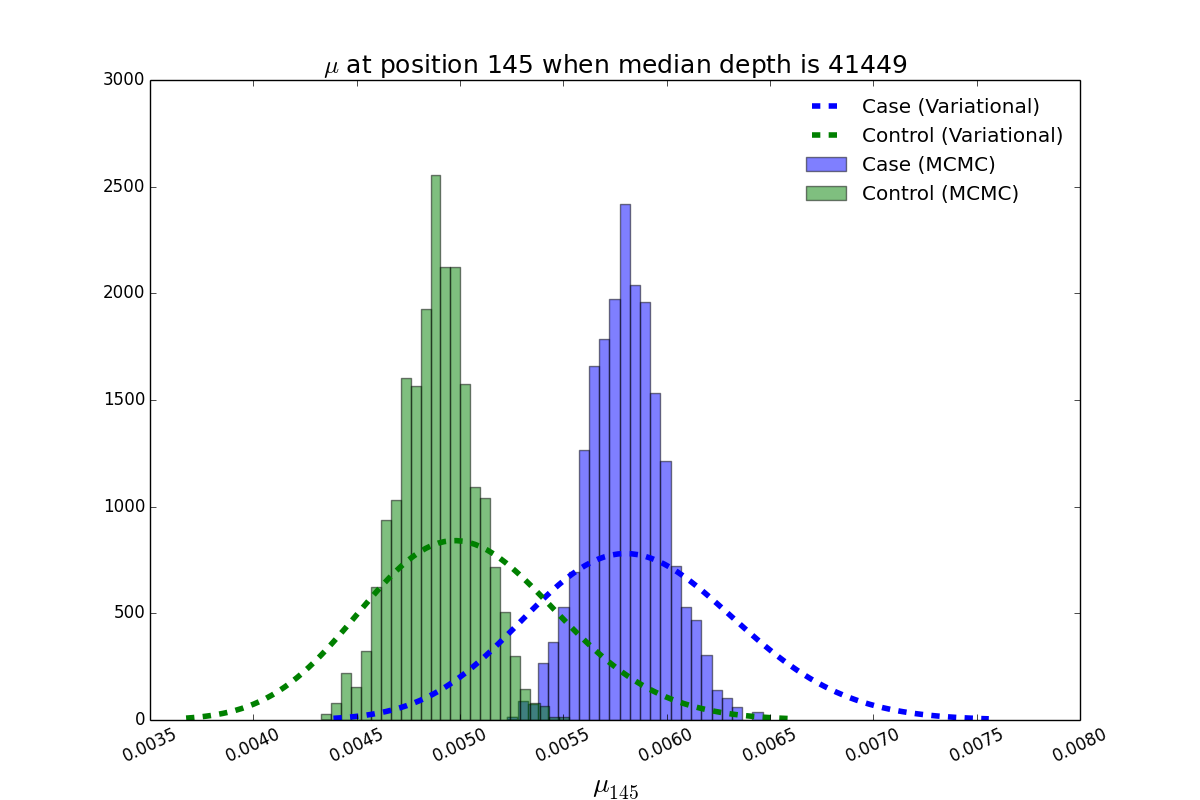 μ at position 145 when median depth is 41449
3000
2500
2000
1500
1000
500
0
Case (Variational)
Control (Variational)
Case (MCMC)
Control (MCMC)
0.0035 0.0040 0.0045 0.0050 0.0055 0.0060 0.0065 0.0070 0.0075 0.0080
μ₁₄₅